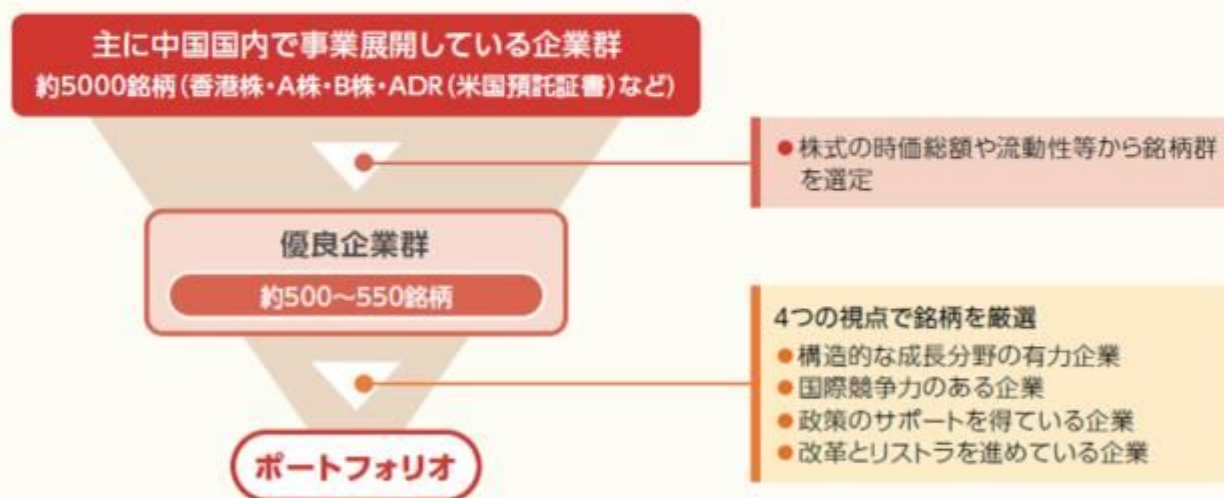 主に中国国内で事業展開している企業群
約5000銘柄(香港株・A株・B株・ADR(米国預託証書)など)
●株式の時価総額や流動性等から銘柄群
を選定
優良企業群
約500〜550銘柄
4つの視点で銘柄を厳選
●構造的な成長分野の有力企業
●国際競争力のある企業
●政策のサポートを得ている企業
●改革とリストラを進めている企業
ポートフォリオ